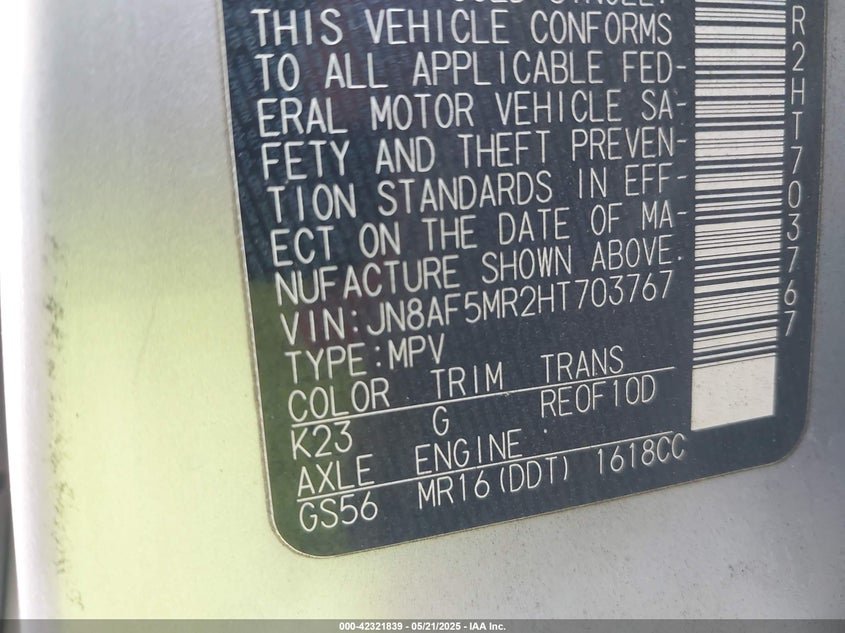 THIS VEHICLE CONFORMS
TO ALL APPLICABLE FED-
ERAL MOTOR VEHICLE SA-
FETY AND THEFT PREVEN-
TION STANDARDS IN EFF-
ECT ON THE DATE OF MA-
NUFACTURE SHOWN ABOVE.
VIN:JN8AF5MR2HT703767
TYPE:MPV
COLOR TRIM TRANS
K23 G RE0F10D
AXLE ENGINE
GS56 MR16(DDT) 1618CC
R2HT703767
000-42321839 - 05/21/2025 - IAA Inc.